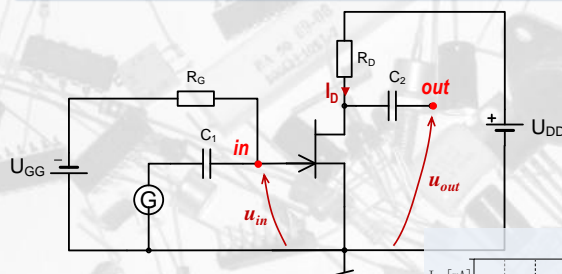 R_D
R_G
I_D
C_2
out
C_1
in
+
U_DD
U_GG
−
G
u_in
u_out